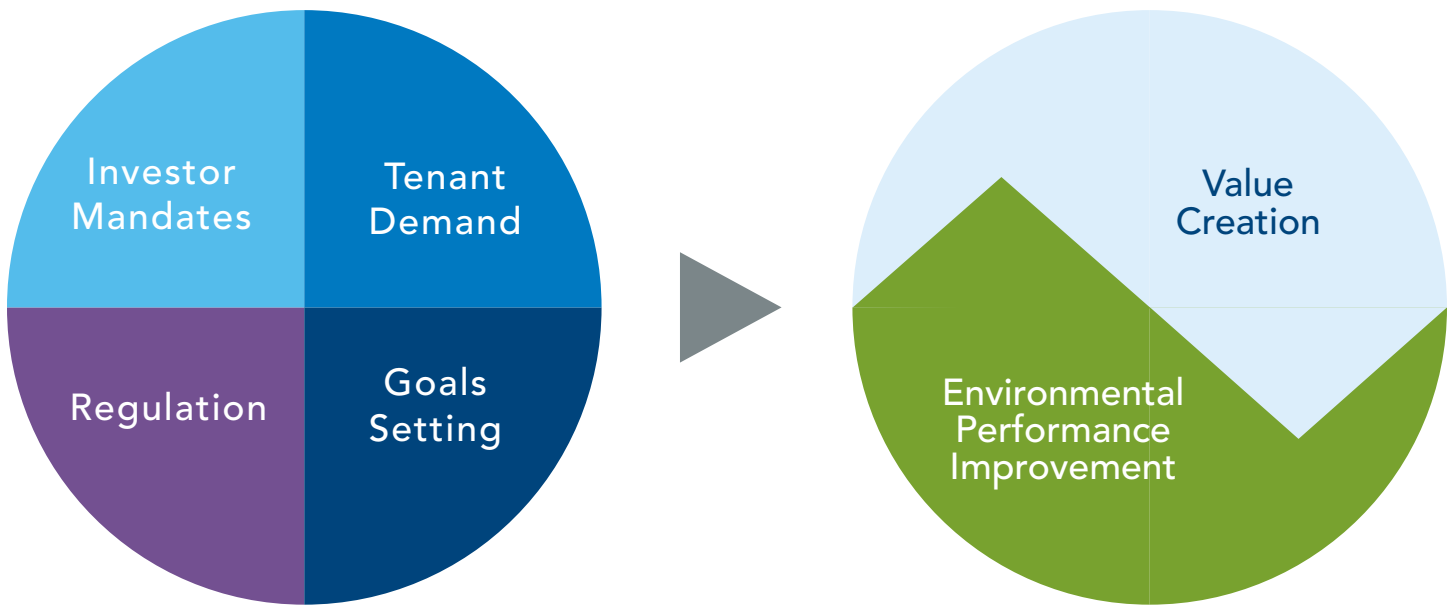 Investor
Mandates
Tenant
Demand
Regulation
Goals
Setting
Value
Creation
Environmental
Performance
Improvement